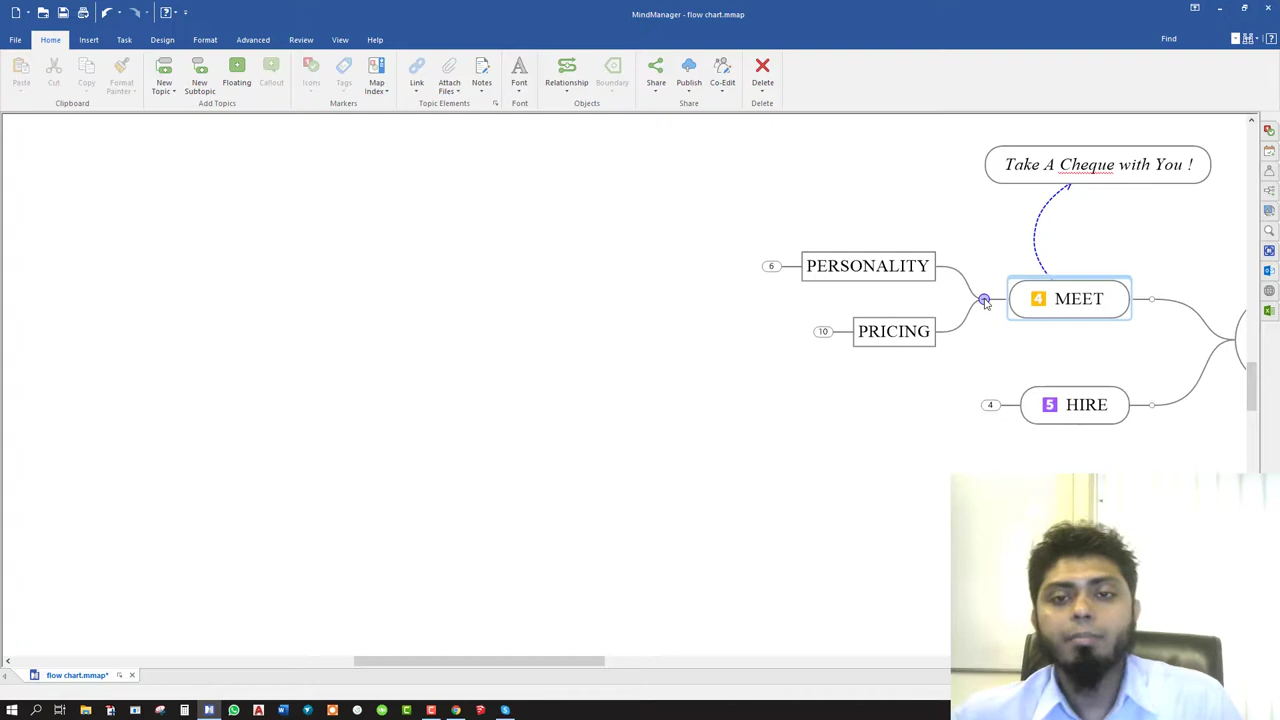 MindManager - flow chart.mmap
File Home Insert Task Design Format Advanced Review View Help Find
Paste Cut Copy Format Painter New Topic New Subtopic Floating Callout Icons Tags Map Index Link Attach Files Notes Font Relationship Boundary Share Publish Co-Edit Delete
Clipboard Add Topics Markers Topic Elements Font Objects Share Delete
Take A Cheque with You !
6 PERSONALITY
4 MEET
10 PRICING
4 5 HIRE
flow chart.mmap*